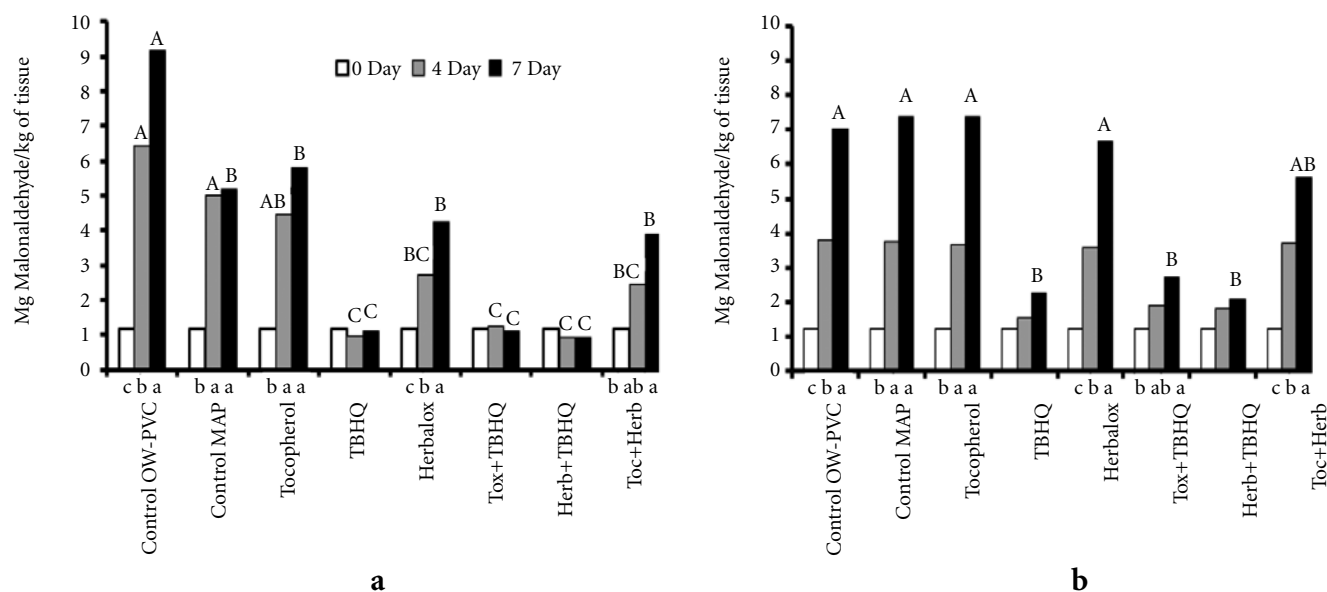 Mg Malonaldehyde/kg of tissue
10
9
8
7
6
5
4
3
2
1
0
0 Day 4 Day 7 Day
A A
A B
AB B
C C
BC B
C C
C C
BC B
c b a
b a a
b a a
c b a
b ab a
Control OW-PVC
Control MAP
Tocopherol
TBHQ
Herbalox
Tox+TBHQ
Herb+TBHQ
Toc+Herb
a
Mg Malonaldehyde/kg of tissue
10
9
8
7
6
5
4
3
2
1
0
A
A
A
B
A
B
B
AB
c b a
b a a
b a a
c b a
b ab a
c b a
Control OW-PVC
Control MAP
Tocopherol
TBHQ
Herbalox
Tox+TBHQ
Herb+TBHQ
Toc+Herb
b